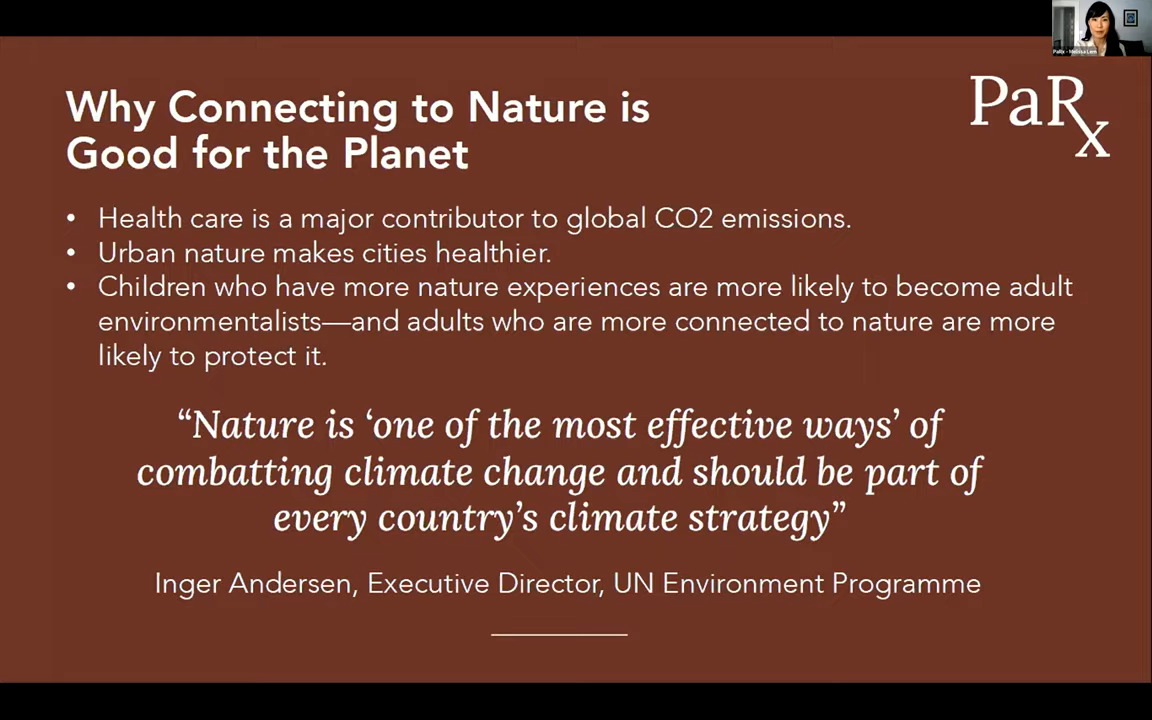 PaRx - Melissa Lem
Why Connecting to Nature is
Good for the Planet
PaRx
• Health care is a major contributor to global CO2 emissions.
• Urban nature makes cities healthier.
• Children who have more nature experiences are more likely to become adult
environmentalists—and adults who are more connected to nature are more
likely to protect it.
“Nature is ‘one of the most effective ways’ of
combatting climate change and should be part of
every country’s climate strategy”
Inger Andersen, Executive Director, UN Environment Programme